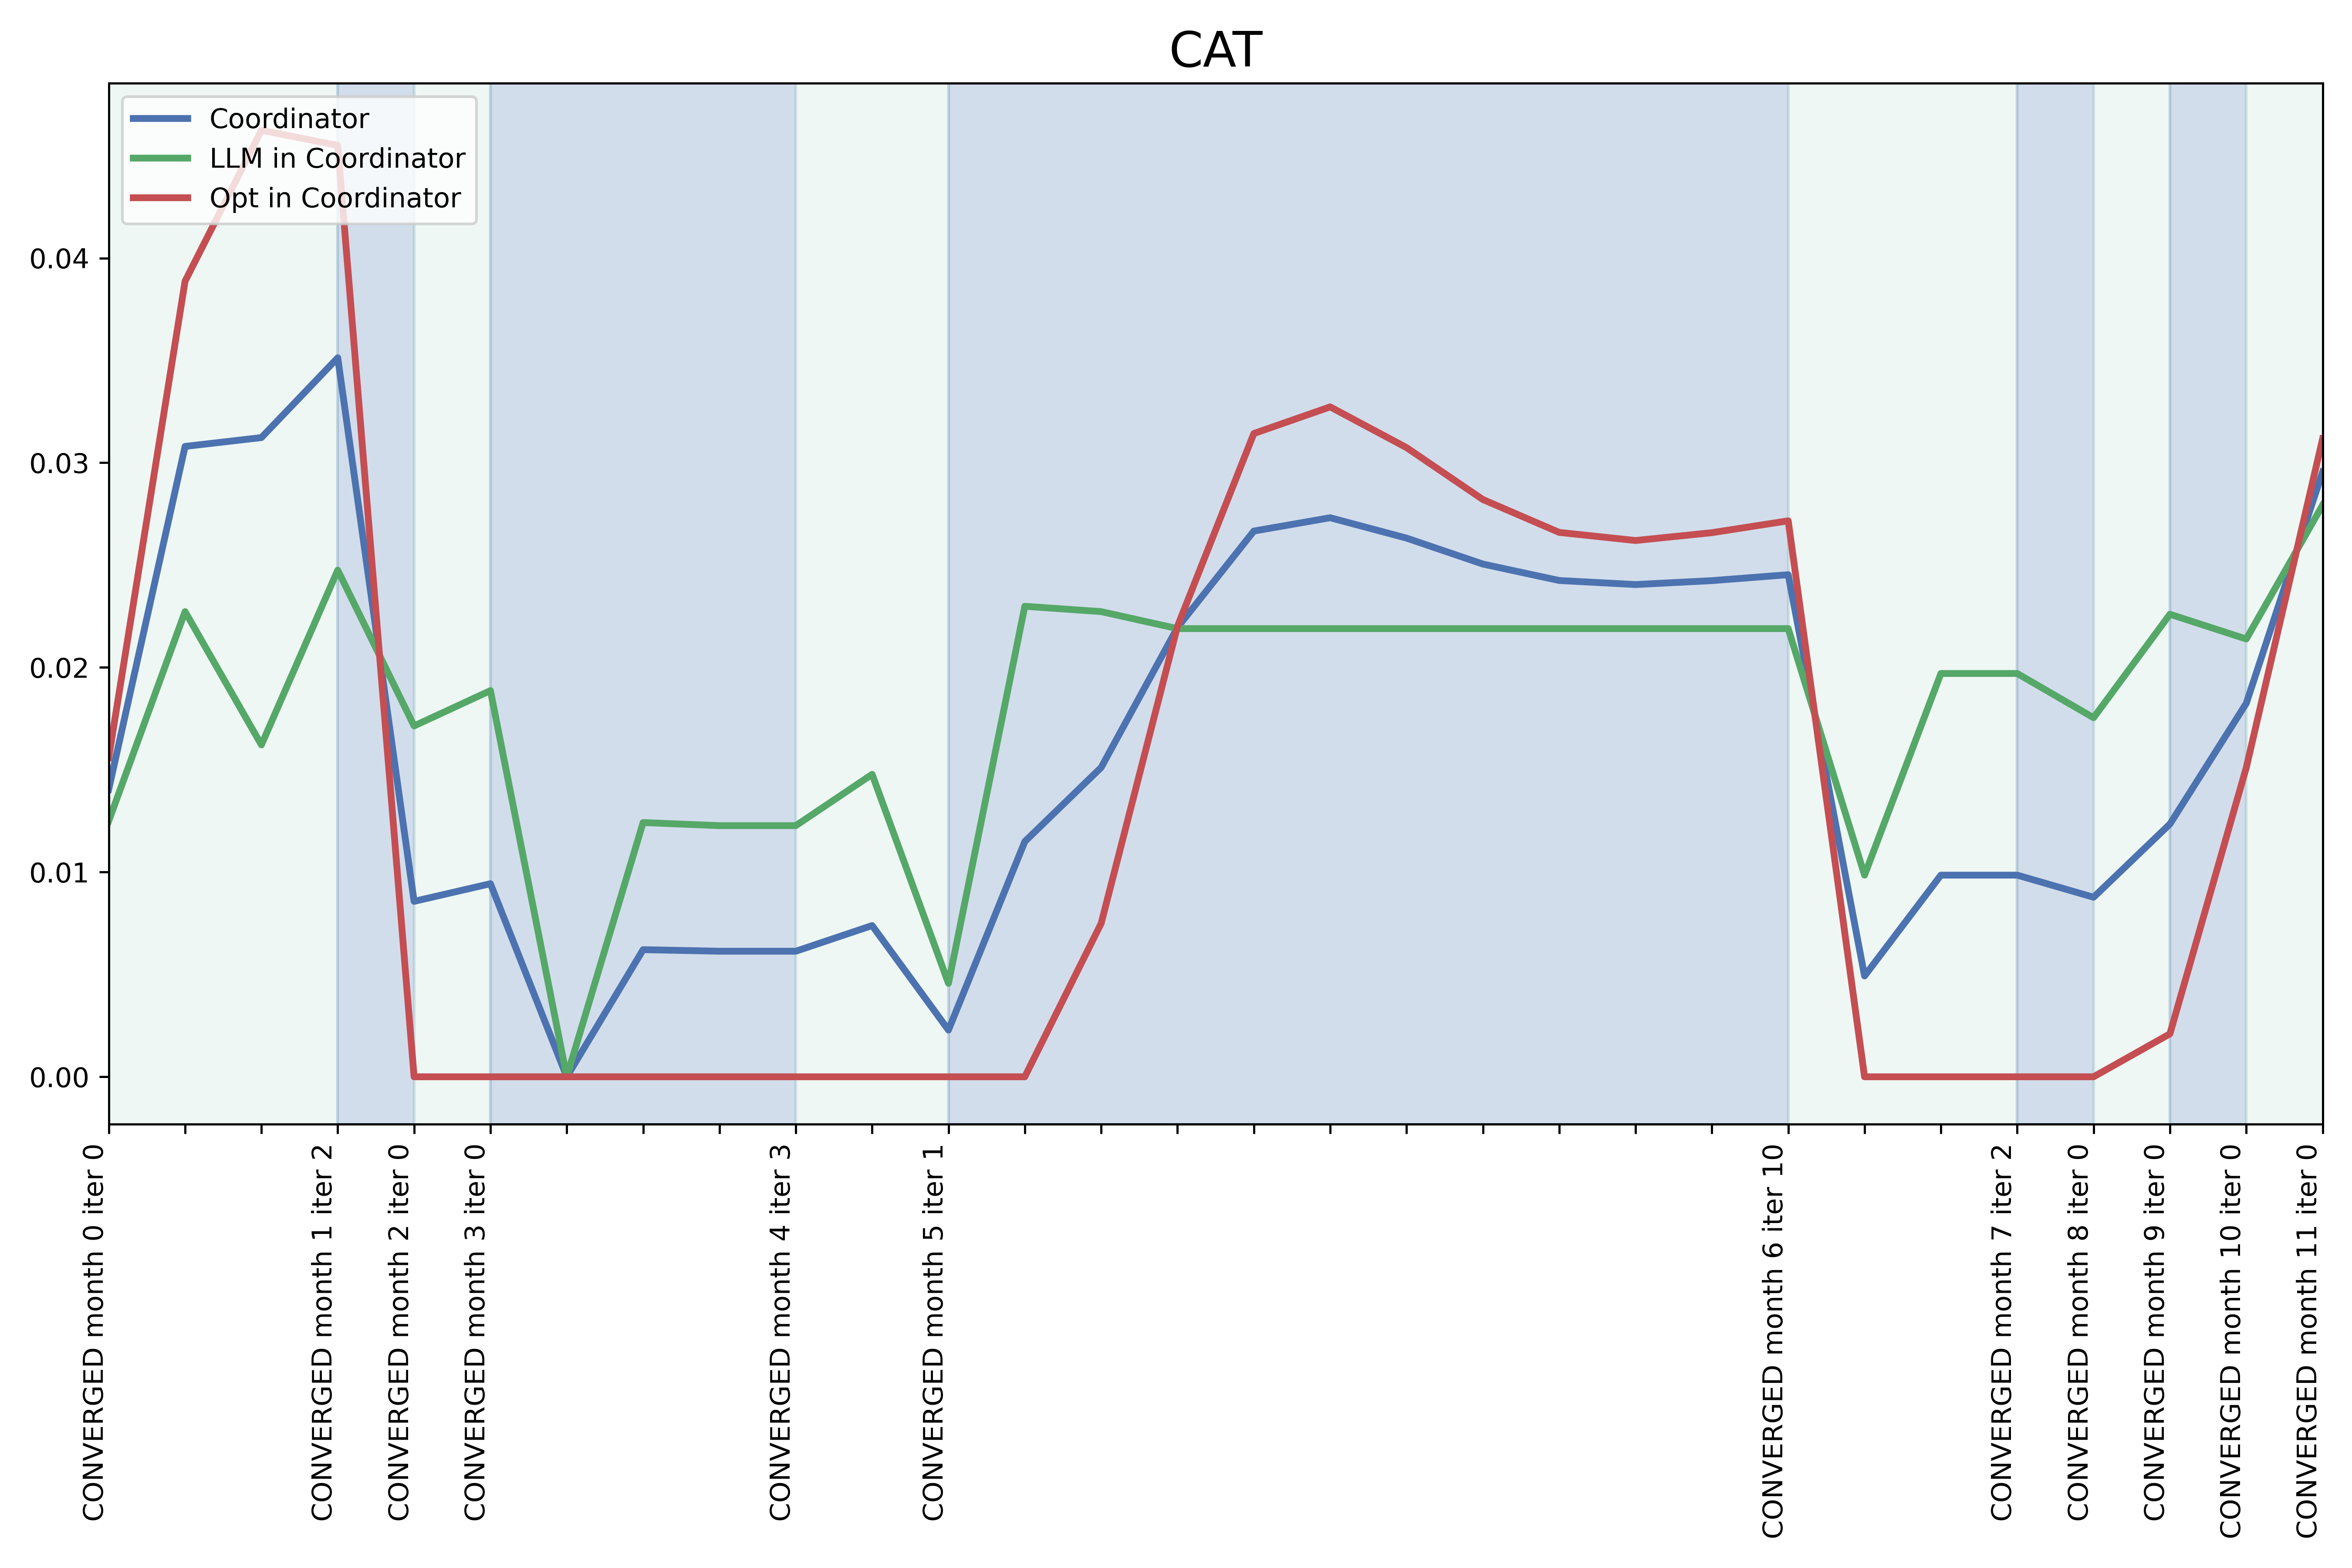 CAT
Coordinator
LLM in Coordinator
Opt in Coordinator
0.04
0.03
0.02
0.01
0.00
CONVERGED month 0 iter 0
CONVERGED month 1 iter 2
CONVERGED month 2 iter 0
CONVERGED month 3 iter 0
CONVERGED month 4 iter 3
CONVERGED month 5 iter 1
CONVERGED month 6 iter 10
CONVERGED month 7 iter 2
CONVERGED month 8 iter 0
CONVERGED month 9 iter 0
CONVERGED month 10 iter 0
CONVERGED month 11 iter 0